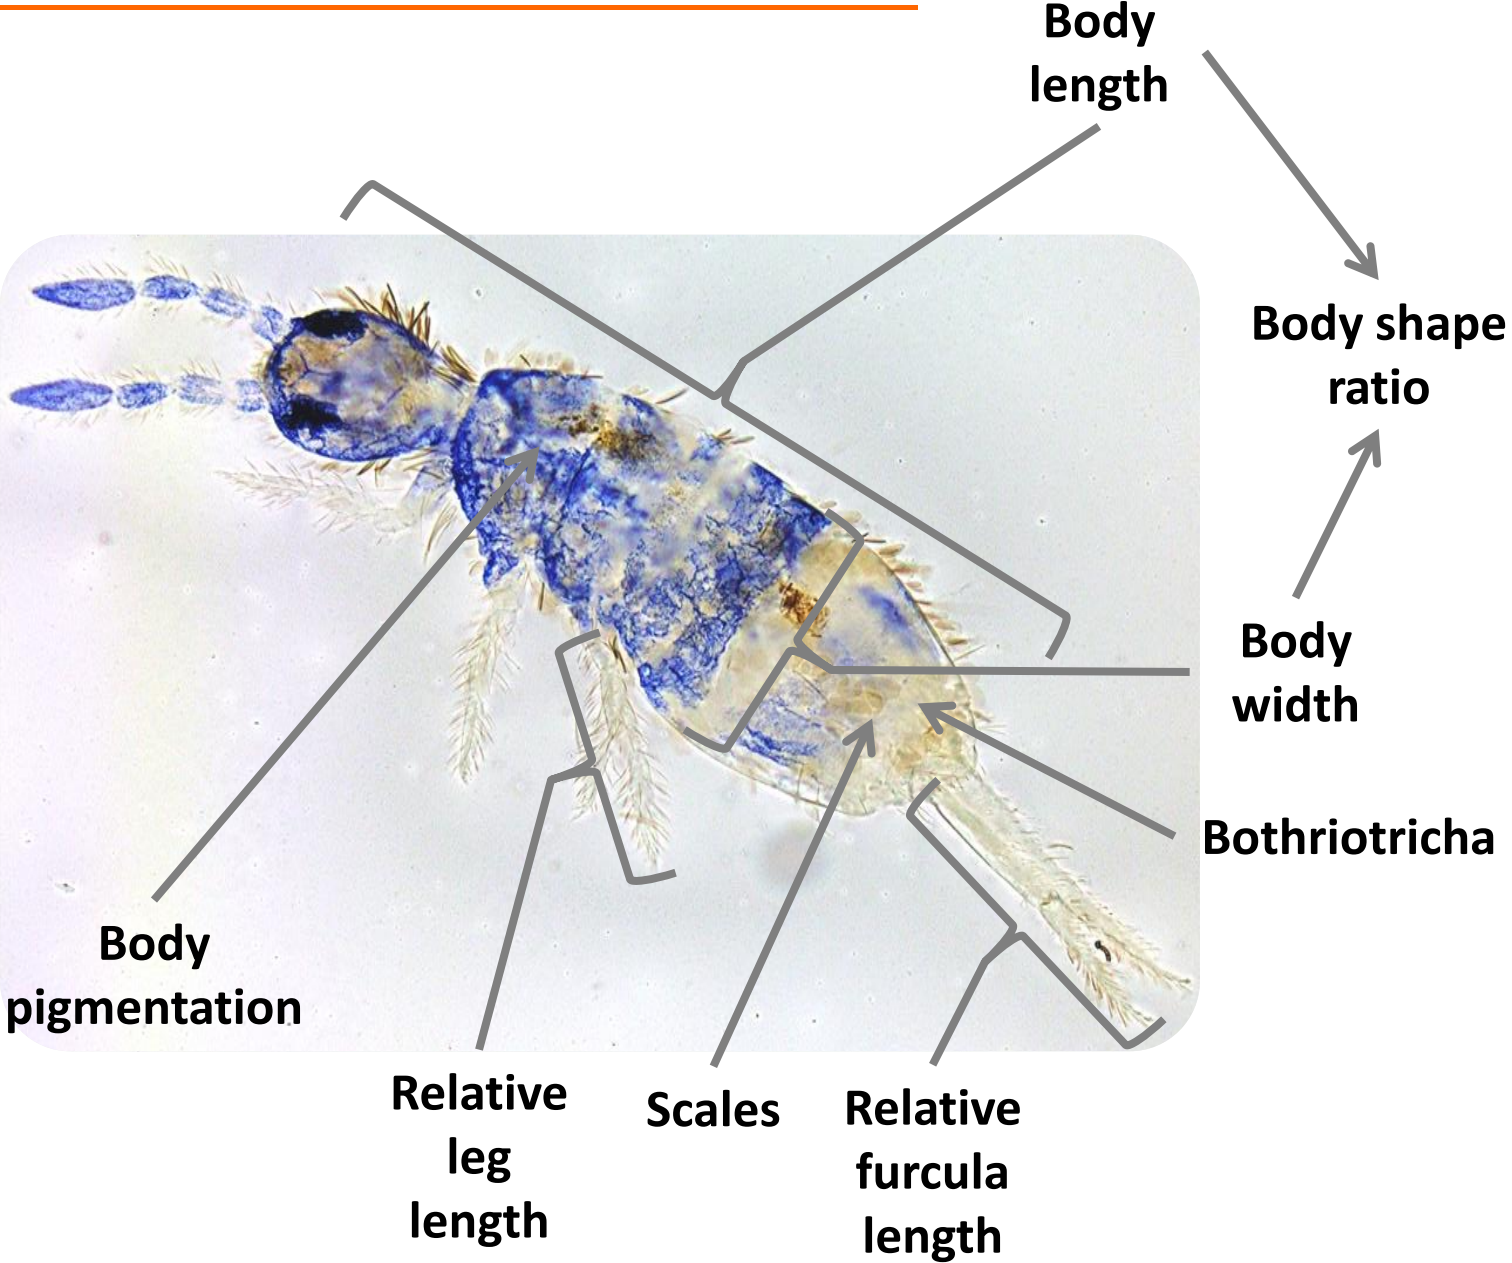 Body
length
Body shape
ratio
Body
width
Bothriotricha
Body
pigmentation
Relative
leg
length
Scales
Relative
furcula
length